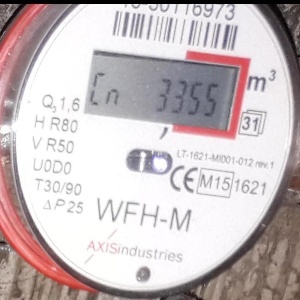 50116973
Cn 3355
m³
Q₃ 1,6
H R80
V R50
U0D0
T30/90
ΔP 25
31
LT-1621-MI001-012 rev.1
CE M15 1621
WFH-M
AXISindustries